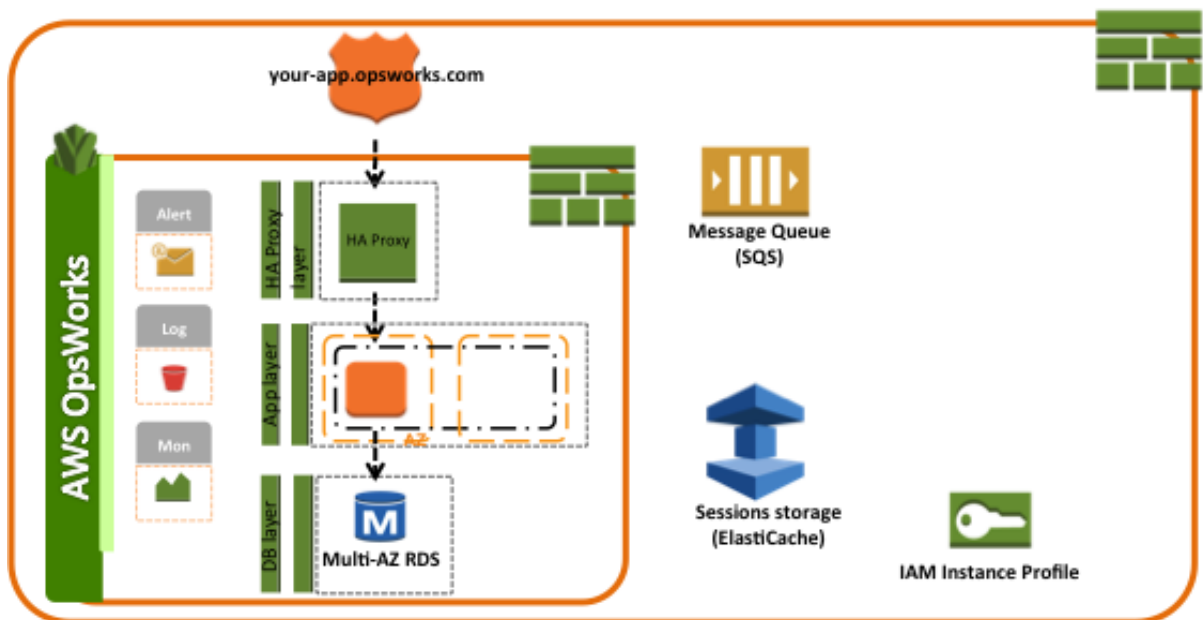 your-app.opsworks.com
AWS OpsWorks
Alert
Log
Mon
HA Proxy
layer
HA Proxy
App layer
AZ
DB layer
M
Multi-AZ RDS
Message Queue
(SQS)
Sessions storage
(ElastiCache)
IAM Instance Profile